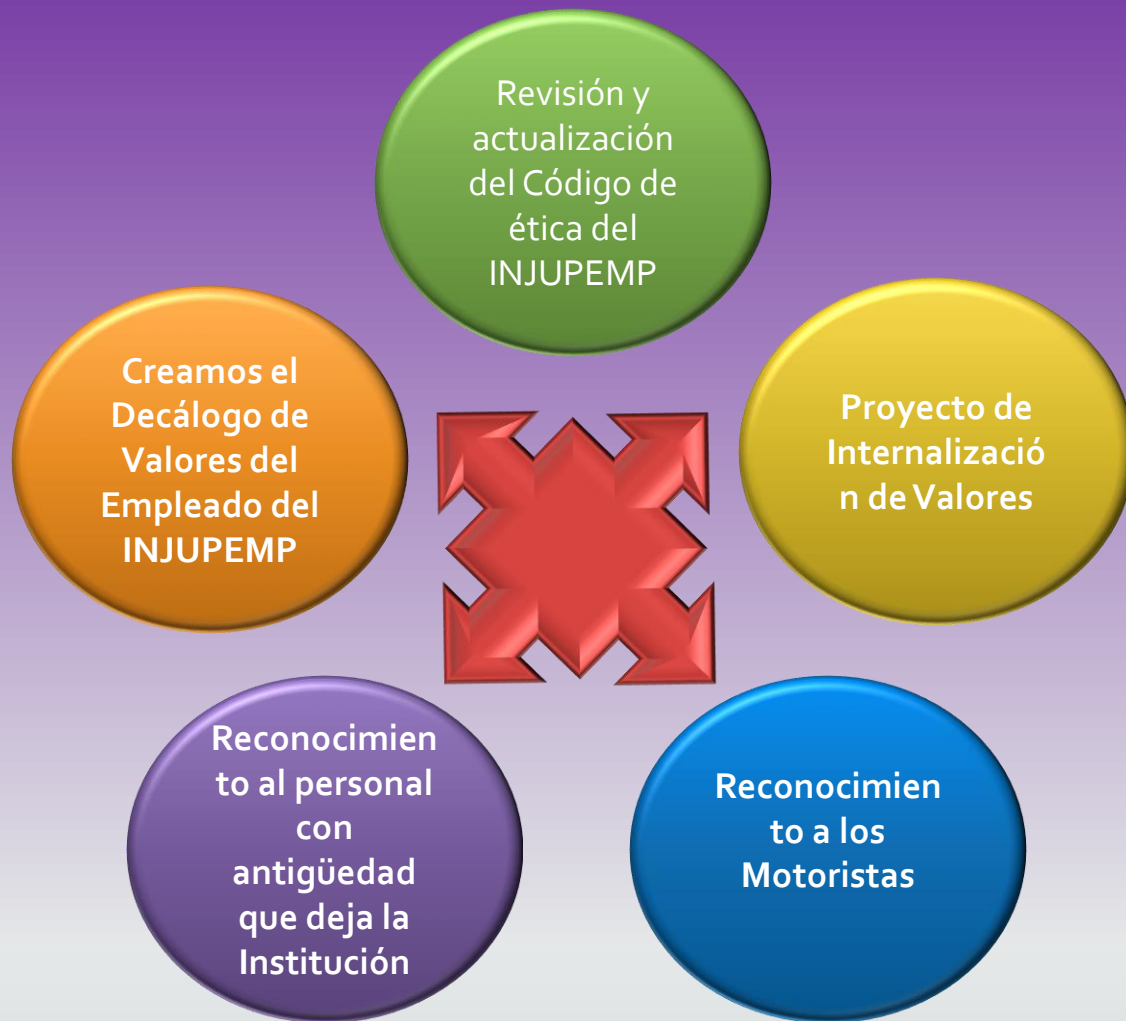 Revisión y
actualización
del Código de
ética del
INJUPEMP
Creamos el
Decálogo de
Valores del
Empleado del
INJUPEMP
Proyecto de
Internalizació
n de Valores
Reconocimien
to al personal
con
antigüedad
que deja la
Institución
Reconocimien
to a los
Motoristas